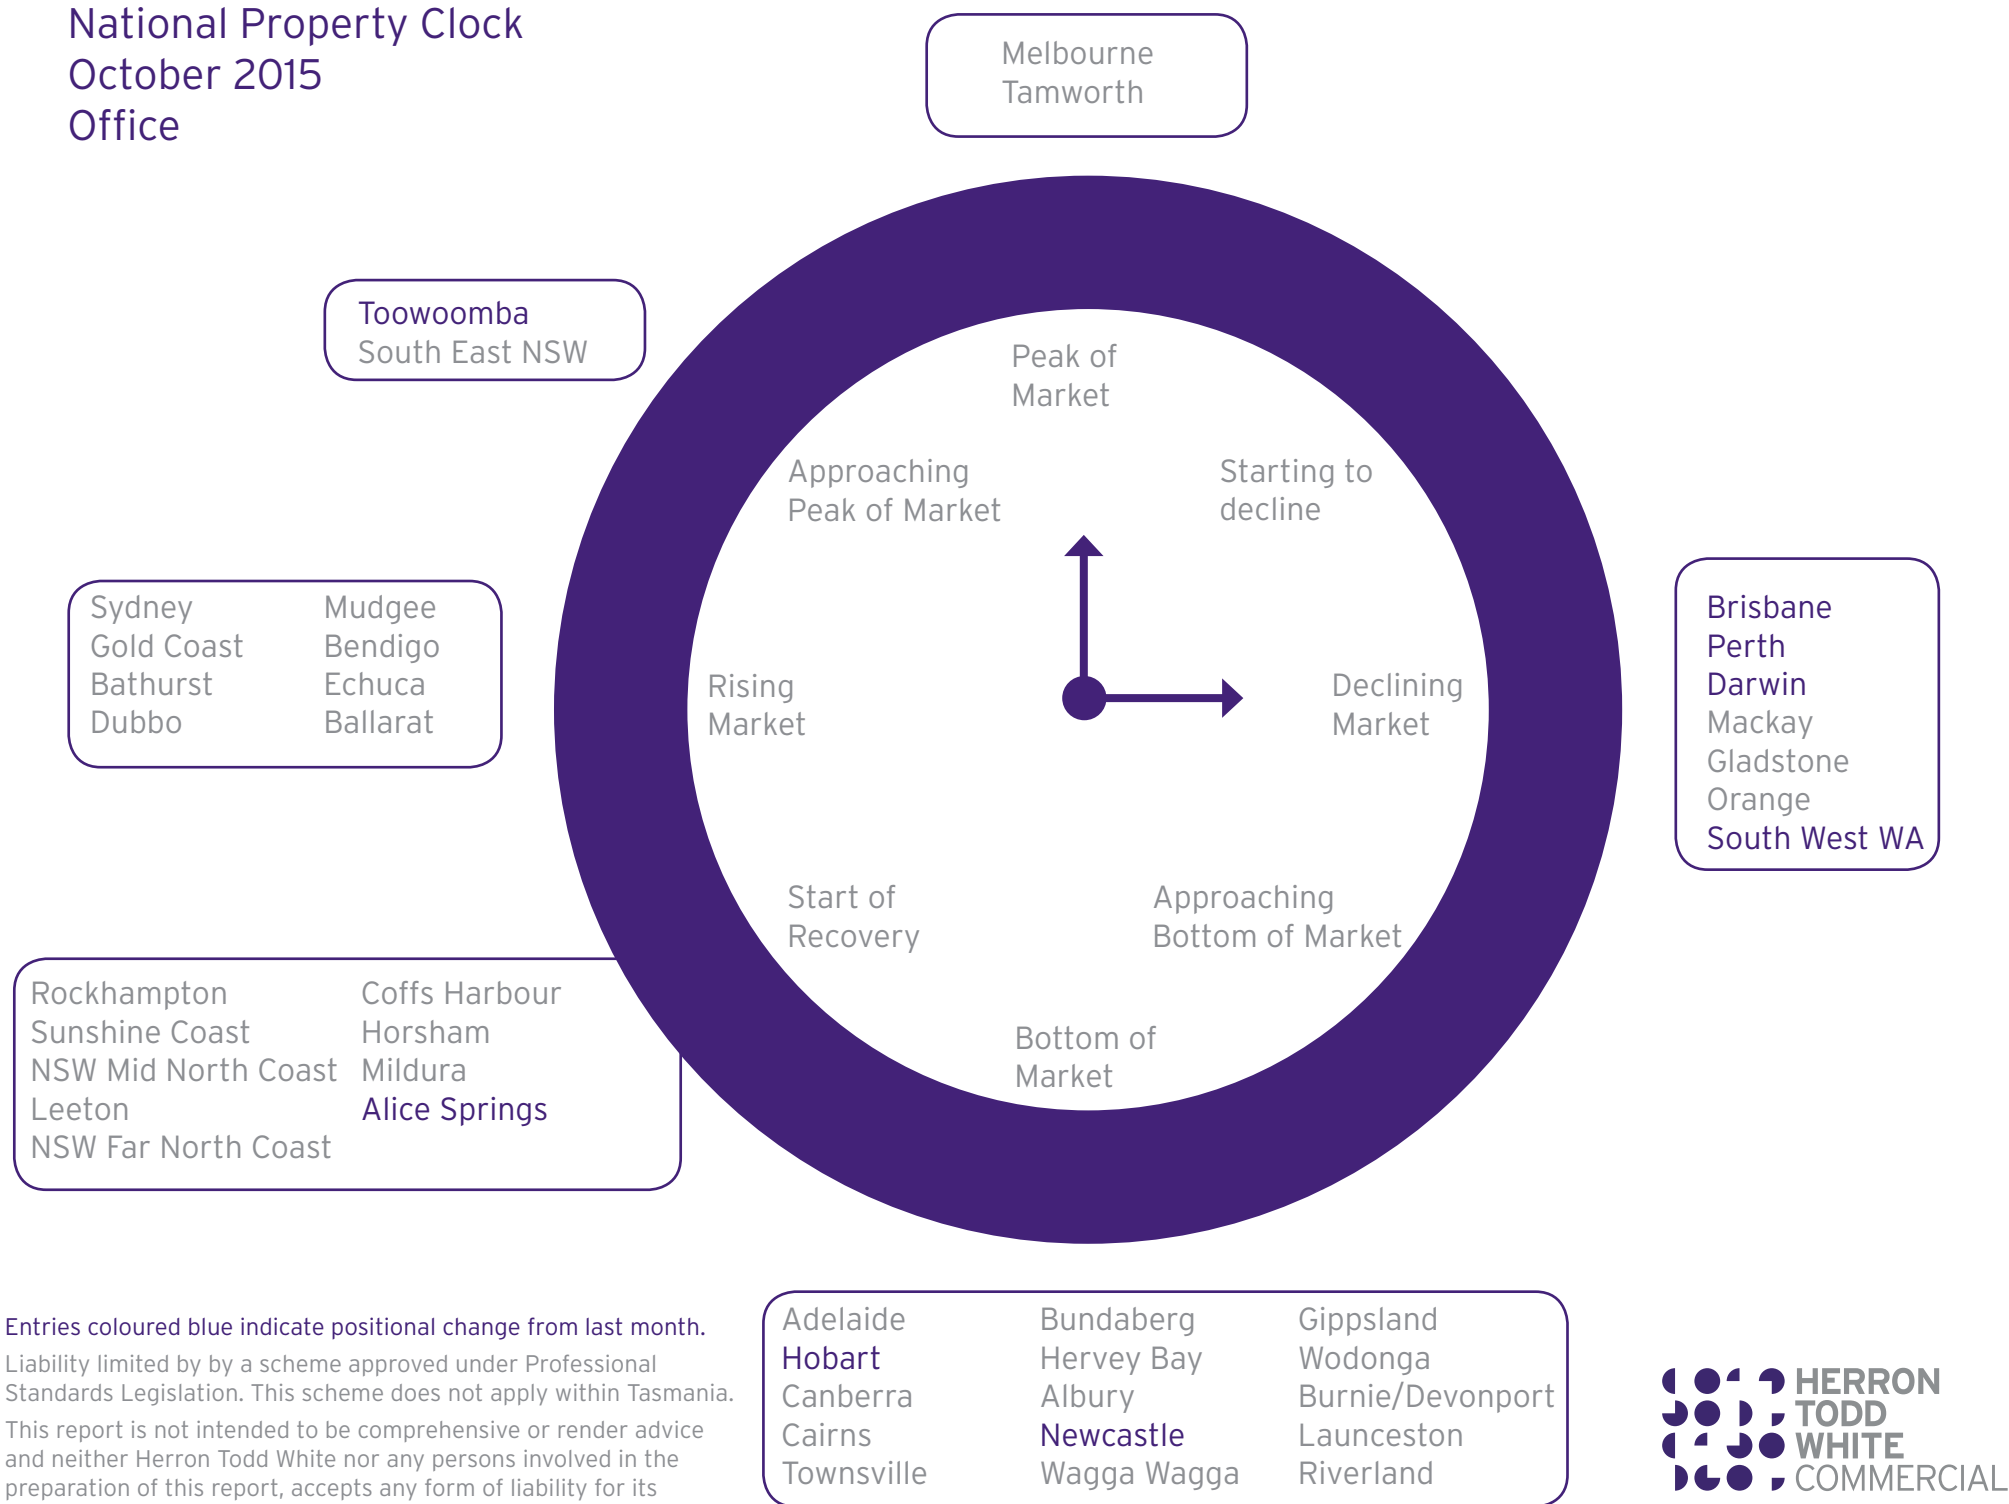 National Property Clock
October 2015
Office
Melbourne
Tamworth
Toowoomba
South East NSW
Peak of
Market
Approaching
Peak of Market
Starting to
decline
Sydney
Gold Coast
Bathurst
Dubbo
Mudgee
Bendigo
Echuca
Ballarat
Rising
Market
Declining
Market
Brisbane
Perth
Darwin
Mackay
Gladstone
Orange
South West WA
Start of
Recovery
Approaching
Bottom of Market
Bottom of
Market
Rockhampton
Sunshine Coast
NSW Mid North Coast
Leeton
NSW Far North Coast
Coffs Harbour
Horsham
Mildura
Alice Springs
Adelaide
Hobart
Canberra
Cairns
Townsville
Bundaberg
Hervey Bay
Albury
Newcastle
Wagga Wagga
Gippsland
Wodonga
Burnie/Devonport
Launceston
Riverland
Entries coloured blue indicate positional change from last month.
Liability limited by by a scheme approved under Professional
Standards Legislation. This scheme does not apply within Tasmania.
This report is not intended to be comprehensive or render advice
and neither Herron Todd White nor any persons involved in the
preparation of this report, accepts any form of liability for its
HERRON
TODD
WHITE
COMMERCIAL